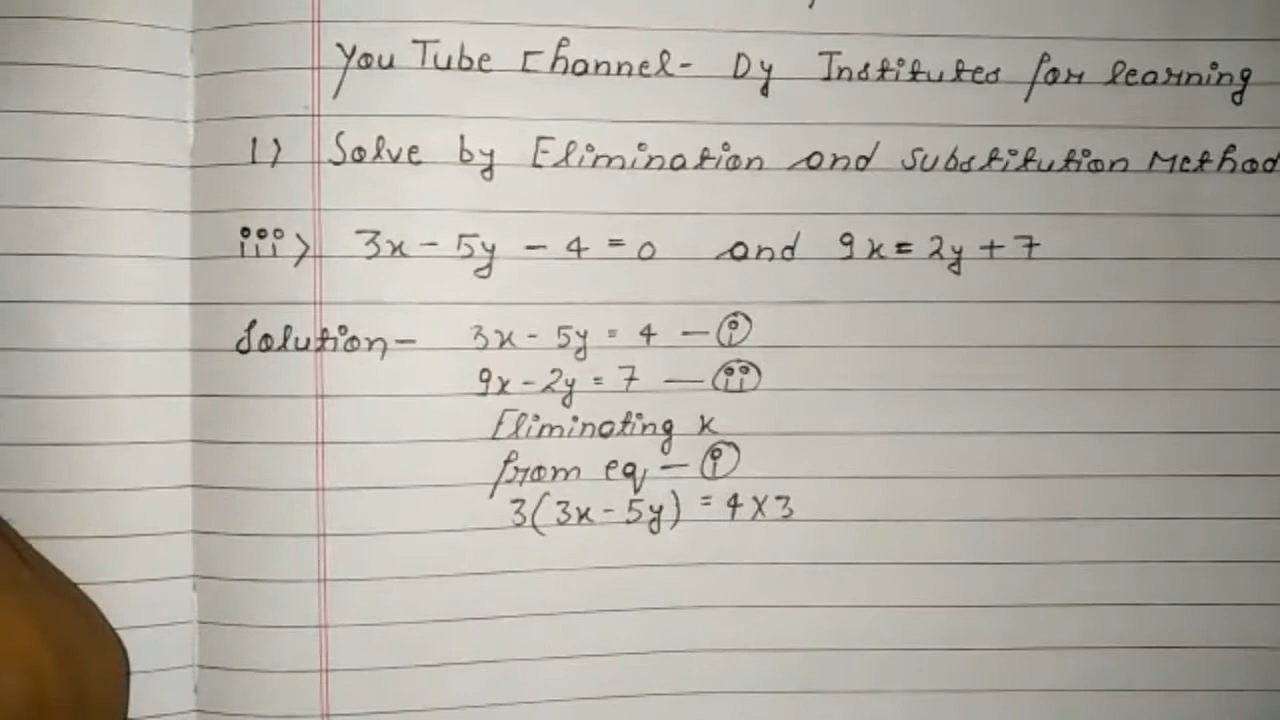 You Tube Channel- Dy Institutes for learning
1) Solve by Elimination and Substitution Method
iii) 3x - 5y - 4 = 0 and 9x = 2y + 7
Solution- 3x - 5y = 4 — (i)
9x - 2y = 7 — (ii)
Eliminating x
from eq — (i)
3(3x - 5y) = 4 x 3